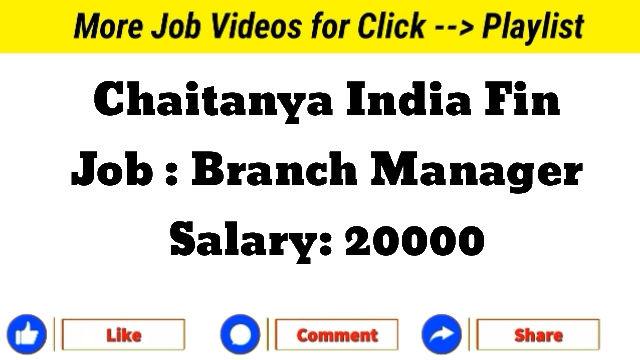 More Job Videos for Click --> Playlist
Chaitanya India Fin
Job : Branch Manager
Salary: 20000
Like Comment Share